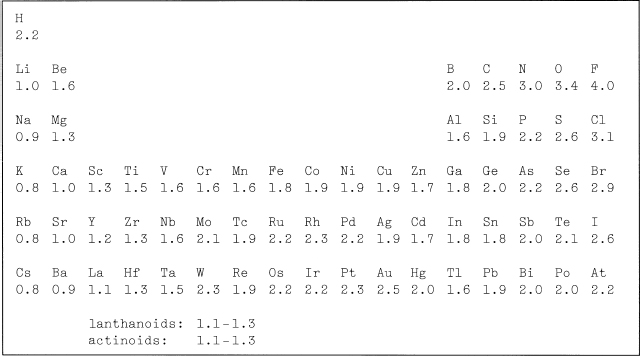 H
2.2
Li Be B C N O F
1.0 1.6 2.0 2.5 3.0 3.4 4.0
Na Mg Al Si P S Cl
0.9 1.3 1.6 1.9 2.2 2.6 3.1
K Ca Sc Ti V Cr Mn Fe Co Ni Cu Zn Ga Ge As Se Br
0.8 1.0 1.3 1.5 1.6 1.6 1.6 1.8 1.9 1.9 1.9 1.7 1.8 2.0 2.2 2.6 2.9
Rb Sr Y Zr Nb Mo Tc Ru Rh Pd Ag Cd In Sn Sb Te I
0.8 1.0 1.2 1.3 1.6 2.1 1.9 2.2 2.3 2.2 1.9 1.7 1.8 1.8 2.0 2.1 2.6
Cs Ba La Hf Ta W Re Os Ir Pt Au Hg Tl Pb Bi Po At
0.8 0.9 1.1 1.3 1.5 2.3 1.9 2.2 2.2 2.3 2.5 2.0 1.6 1.9 2.0 2.0 2.2
lanthanoids: 1.1-1.3
actinoids: 1.1-1.3